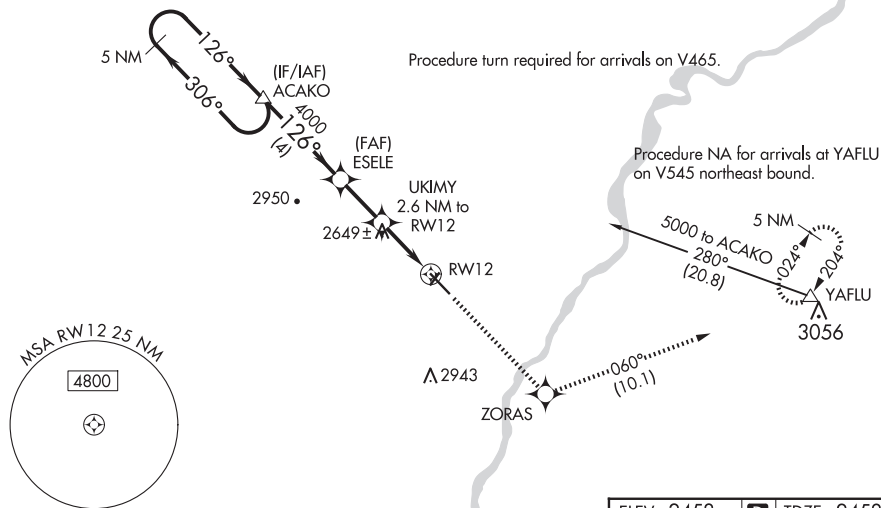 126°
5 NM
306°
(IF/IAF)
ACAKO
4000
126°
(4)
Procedure turn required for arrivals on V465.
(FAF)
ESELE
2950
UKIMY
2.6 NM to
RW12
2649±
RW12
Procedure NA for arrivals at YAFLU
on V545 northeast bound.
5 NM
5000 to ACAKO
280°
(20.8)
024°
204°
YAFLU
3056
MSA RW12 25 NM
4800
2943
060°
(10.1)
ZORAS